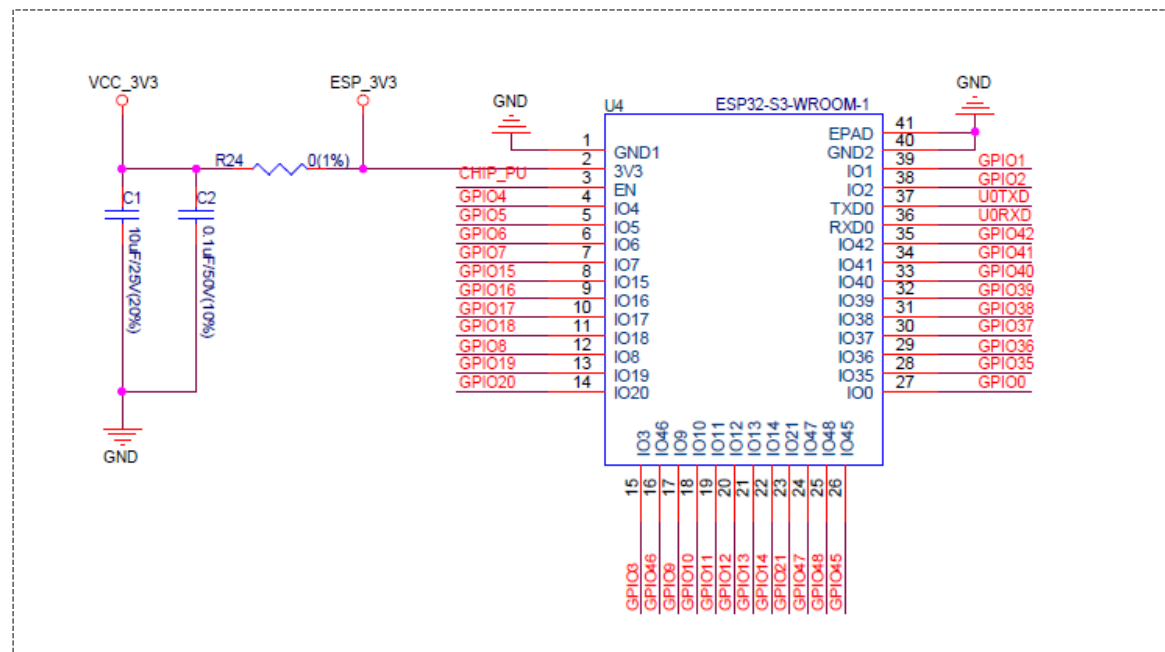 VCC_3V3
ESP_3V3
R24
0(1%)
C1
10uF/25V(20%)
C2
0.1uF/50V(10%)
GND
GND
U4
ESP32-S3-WROOM-1
GND
1 GND1
2 3V3
CHIP_PU 3 EN
GPIO4 4 IO4
GPIO5 5 IO5
GPIO6 6 IO6
GPIO7 7 IO7
GPIO15 8 IO15
GPIO16 9 IO16
GPIO17 10 IO17
GPIO18 11 IO18
GPIO8 12 IO8
GPIO19 13 IO19
GPIO20 14 IO20
EPAD 41
GND2 40
IO1 39 GPIO1
IO2 38 GPIO2
TXD0 37 U0TXD
RXD0 36 U0RXD
IO42 35 GPIO42
IO41 34 GPIO41
IO40 33 GPIO40
IO39 32 GPIO39
IO38 31 GPIO38
IO37 30 GPIO37
IO36 29 GPIO36
IO35 28 GPIO35
IO0 27 GPIO0
IO3 15 GPIO3
IO46 16 GPIO46
IO9 17 GPIO9
IO10 18 GPIO10
IO11 19 GPIO11
IO12 20 GPIO12
IO13 21 GPIO13
IO14 22 GPIO14
IO21 23 GPIO21
IO47 24 GPIO47
IO48 25 GPIO48
IO45 26 GPIO45